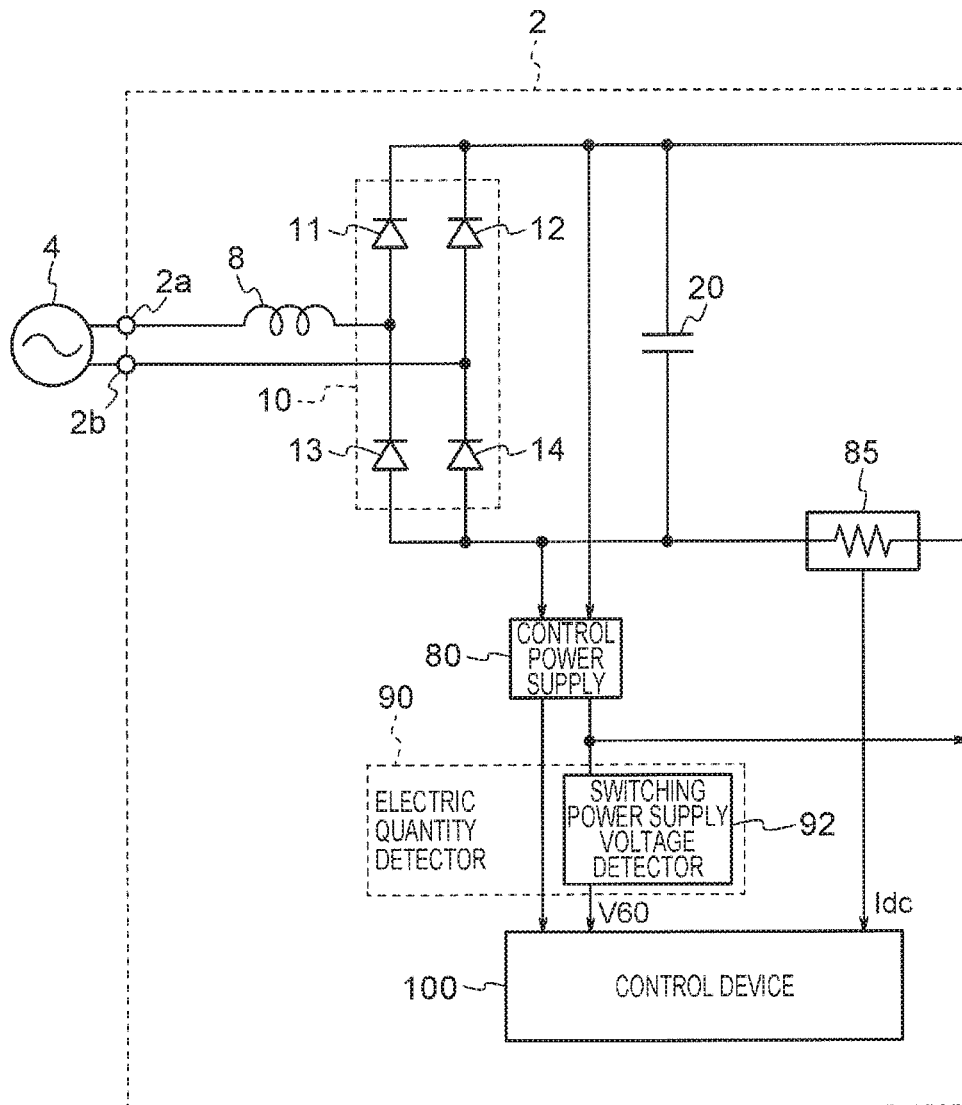 2
4
2a
8
11
12
20
2b
10
13
14
85
80
CONTROL
POWER
SUPPLY
90
ELECTRIC
QUANTITY
DETECTOR
SWITCHING
POWER SUPPLY
VOLTAGE
DETECTOR
92
V60
Idc
100
CONTROL DEVICE